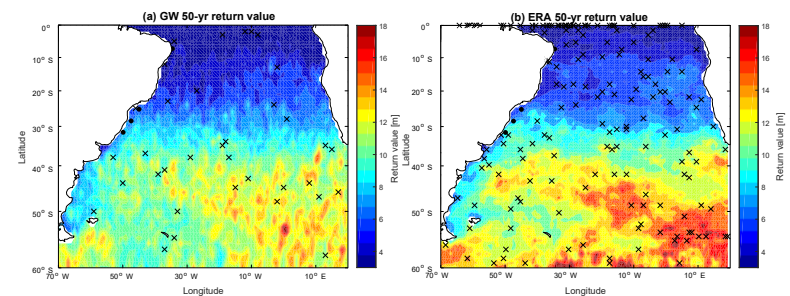 (a) GW 50-yr return value
(b) ERA 50-yr return value
0°
10° S
20° S
30° S
40° S
50° S
60° S
70° W
50° W
30° W
10° W
10° E
Latitude
Longitude
18
16
14
12
10
8
6
4
Return value [m]
0°
10° S
20° S
30° S
40° S
50° S
60° S
70° W
50° W
30° W
10° W
10° E
Latitude
Longitude
18
16
14
12
10
8
6
4
Return value [m]